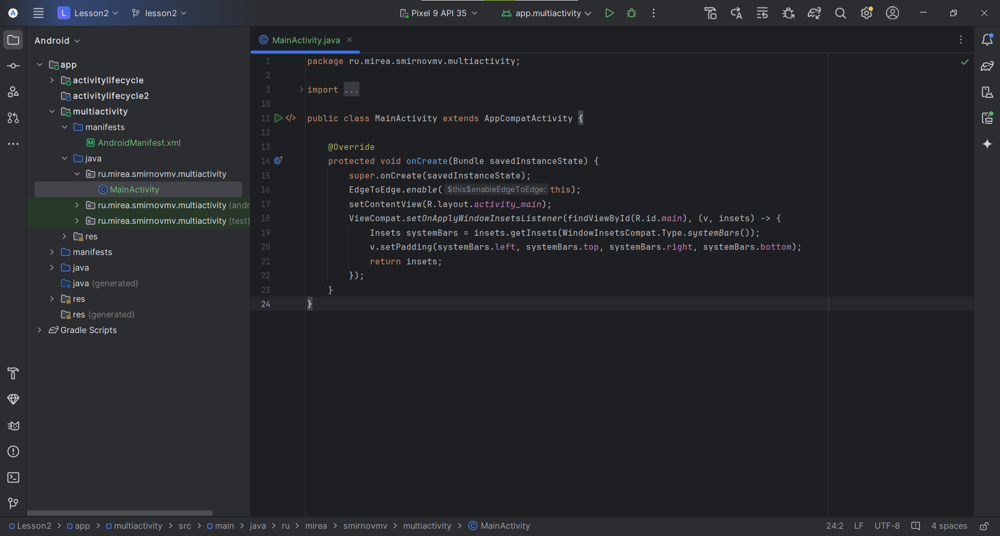 L Lesson2 lesson2 Pixel 9 API 35 app.multiactivity
Android
MainActivity.java
app
activitylifecycle
activitylifecycle2
multiactivity
manifests
AndroidManifest.xml
java
ru.mirea.smirnovmv.multiactivity
MainActivity
ru.mirea.smirnovmv.multiactivity (andr
ru.mirea.smirnovmv.multiactivity (test)
res
manifests
java
java (generated)
res
res (generated)
Gradle Scripts
1 package ru.mirea.smirnovmv.multiactivity;
2
3 import ...
10
11 public class MainActivity extends AppCompatActivity {
12
13 @Override
14 protected void onCreate(Bundle savedInstanceState) {
15 super.onCreate(savedInstanceState);
16 EdgeToEdge.enable( $this$enableEdgeToEdge: this);
17 setContentView(R.layout.activity_main);
18 ViewCompat.setOnApplyWindowInsetsListener(findViewById(R.id.main), (v, insets) -> {
19 Insets systemBars = insets.getInsets(WindowInsetsCompat.Type.systemBars());
20 v.setPadding(systemBars.left, systemBars.top, systemBars.right, systemBars.bottom);
21 return insets;
22 });
23 }
24 }
Lesson2 > app > multiactivity > src > main > java > ru > mirea > smirnovmv > multiactivity > MainActivity 24:2 LF UTF-8 4 spaces